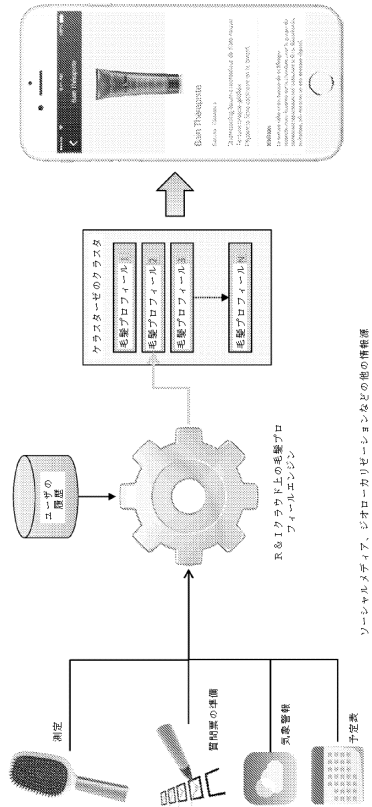 測定
質問票の準備
気象警報
予定表
ユーザの
履歴
R&Iクラウド上の毛髪プロ
フィールエンジン
ケラスターゼのクラスタ
毛髪プロフィール1
毛髪プロフィール2
毛髪プロフィール3
毛髪プロフィールN
Bain Thérapiste
ソーシャルメディア、ジオローカリゼーションなどの他の情報源